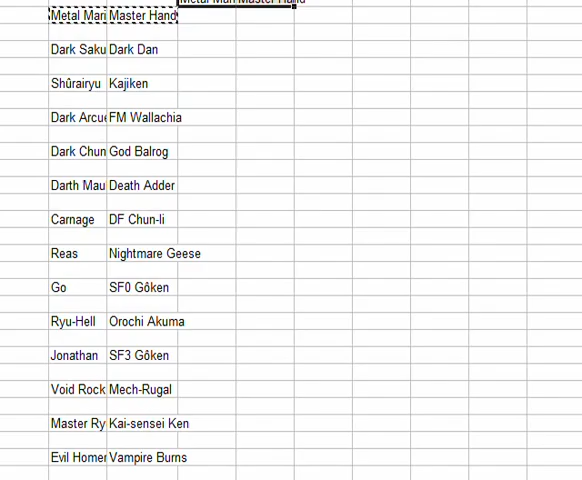 Metal Man Master Hand
Metal Man Master Hand
Dark Saku Dark Dan
Shûrairyu Kajiken
Dark Arcue FM Wallachia
Dark Chun God Balrog
Darth Mau Death Adder
Carnage DF Chun-li
Reas Nightmare Geese
Go SF0 Gôken
Ryu-Hell Orochi Akuma
Jonathan SF3 Gôken
Void Rock Mech-Rugal
Master Ry Kai-sensei Ken
Evil Homer Vampire Burns